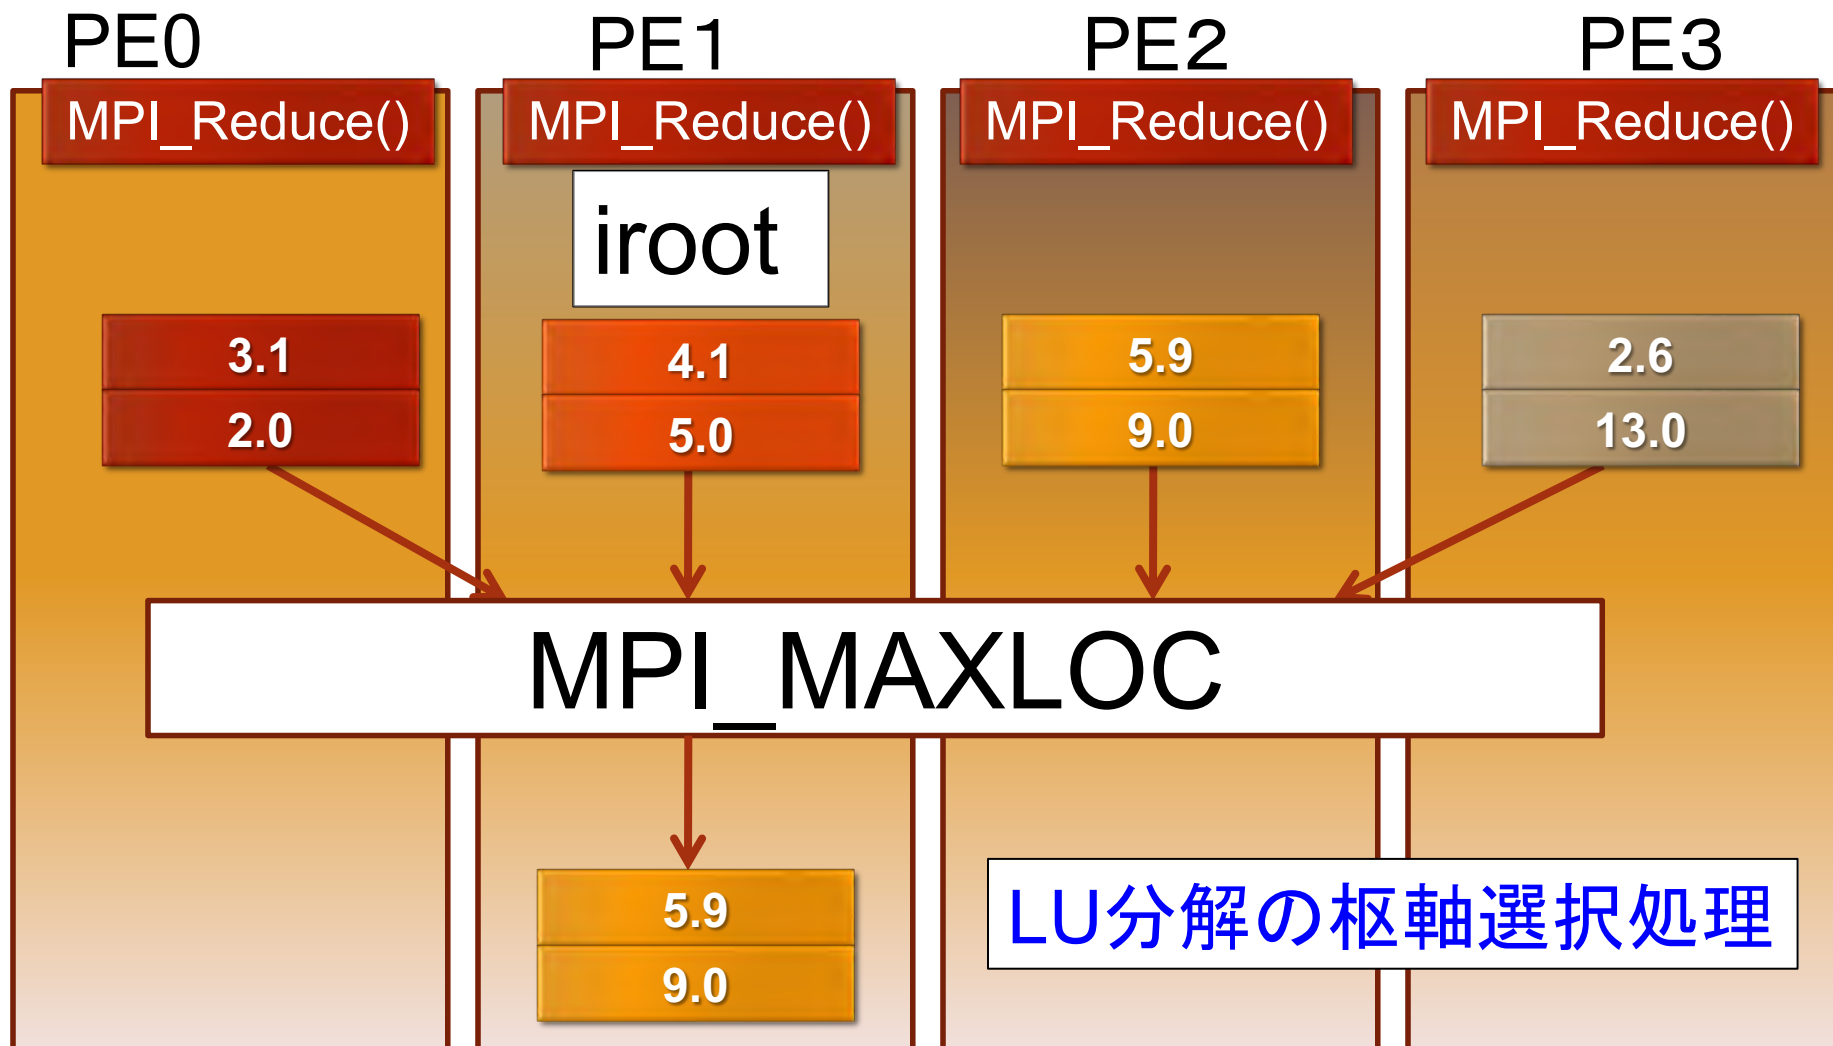 PE0
PE1
PE2
PE3
MPI_Reduce()
MPI_Reduce()
MPI_Reduce()
MPI_Reduce()
iroot
3.1
2.0
4.1
5.0
5.9
9.0
2.6
13.0
MPI_MAXLOC
5.9
9.0
LU分解の枢軸選択処理